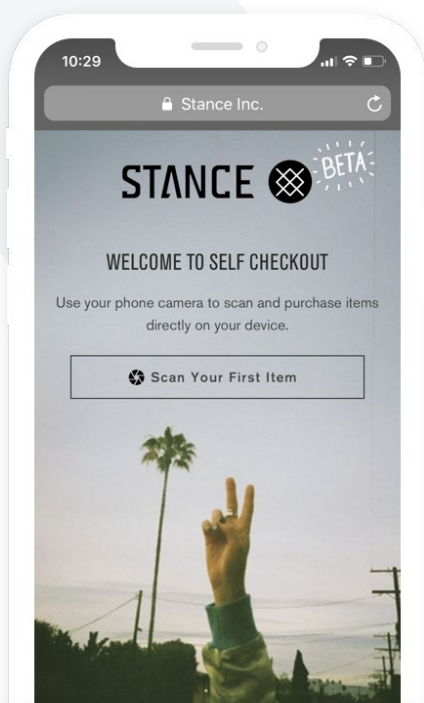 10:29
Stance Inc.
STANCE BETA
WELCOME TO SELF CHECKOUT
Use your phone camera to scan and purchase items
directly on your device.
Scan Your First Item